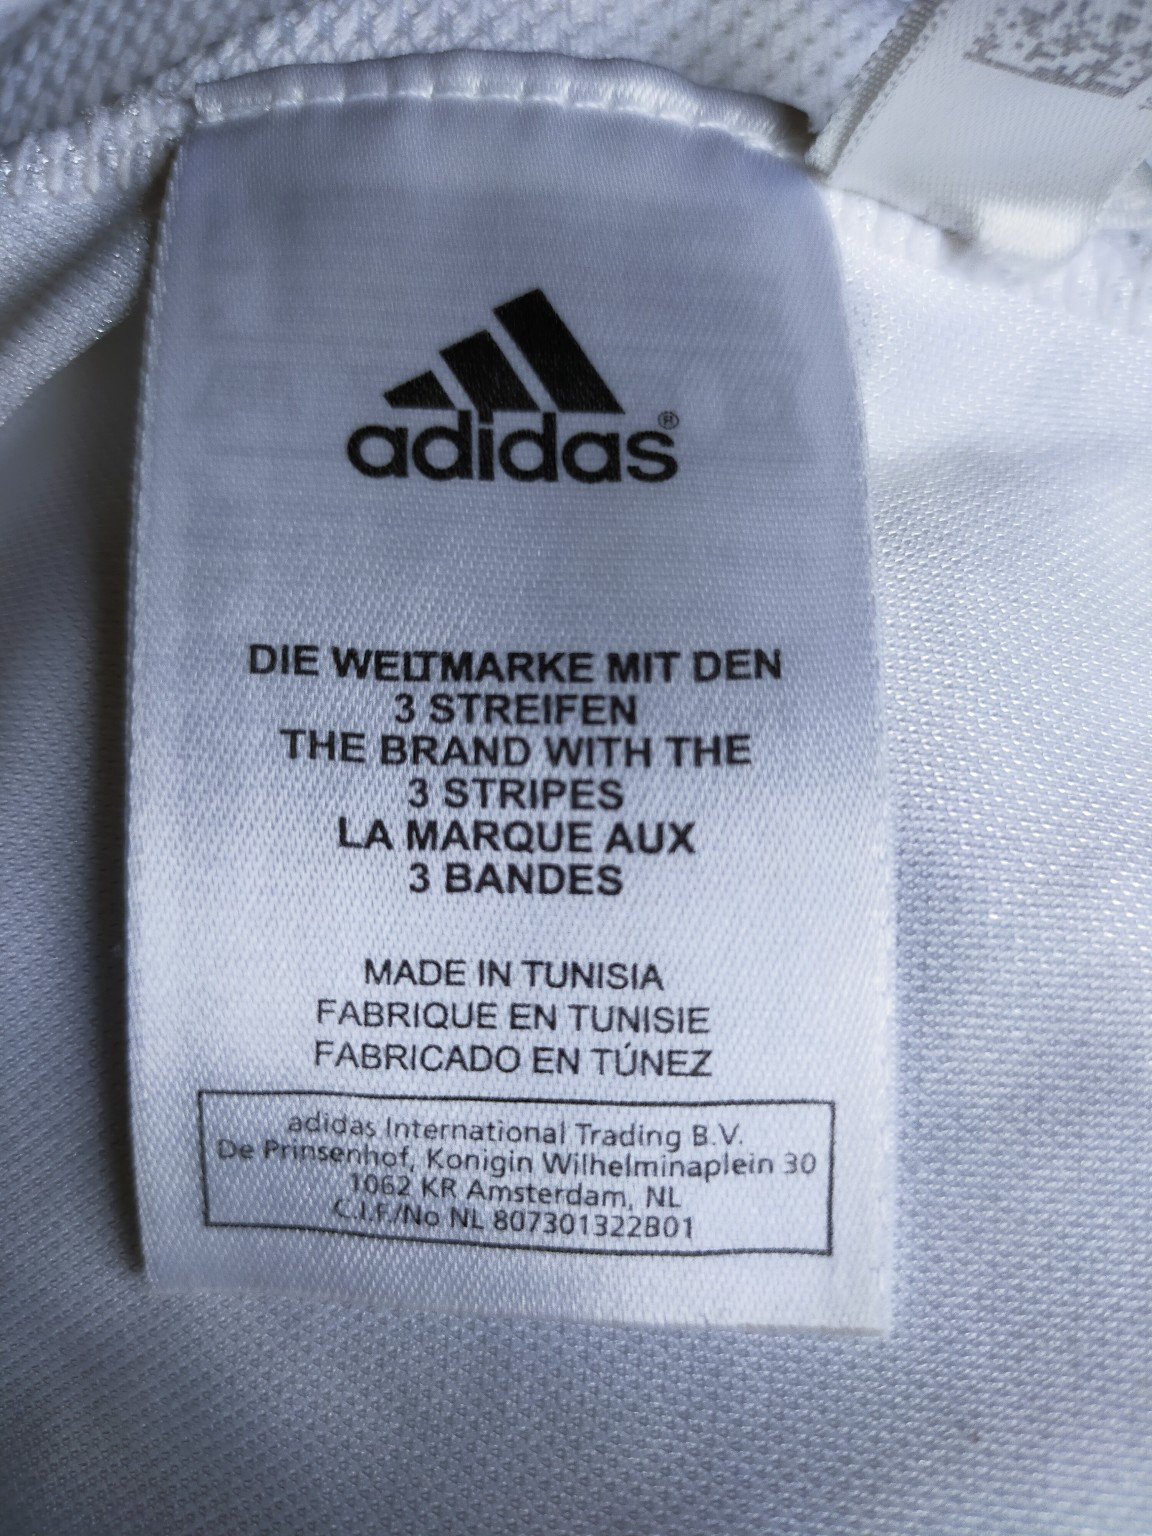 adidas®
DIE WELTMARKE MIT DEN
3 STREIFEN
THE BRAND WITH THE
3 STRIPES
LA MARQUE AUX
3 BANDES
MADE IN TUNISIA
FABRIQUE EN TUNISIE
FABRICADO EN TÚNEZ
adidas International Trading B.V.
De Prinsenhof, Konigin Wilhelminaplein 30
1062 KR Amsterdam, NL
C.I.F./No NL 807301322B01